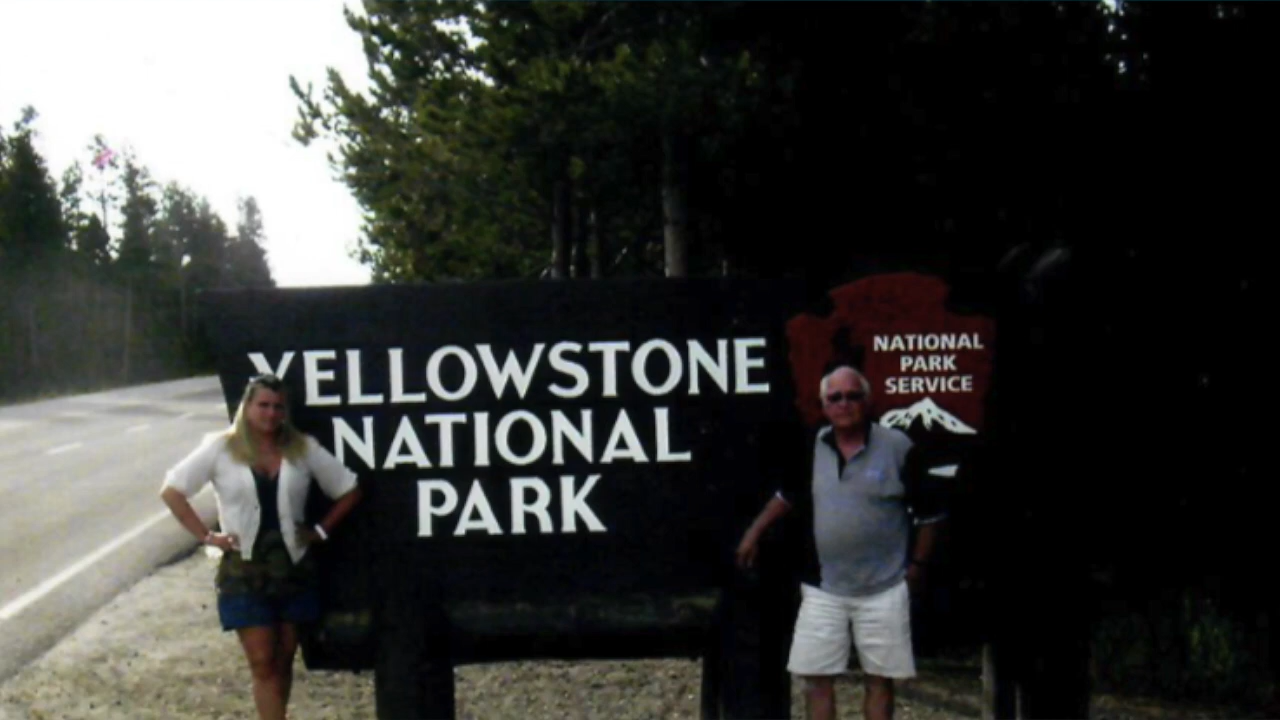 YELLOWSTONE
NATIONAL
PARK
NATIONAL
PARK
SERVICE